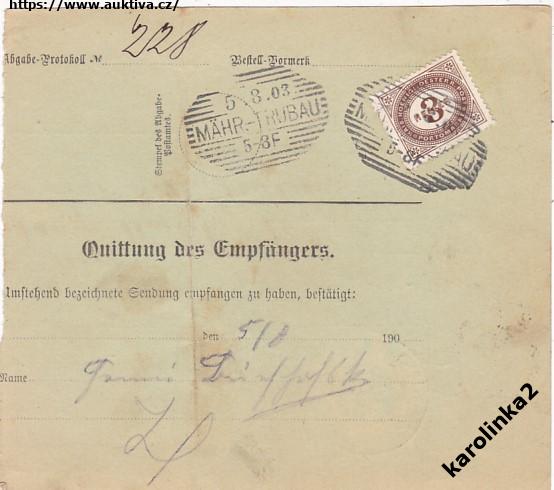 https://www.auktiva.cz/
Abgabe-Protokoll № 228 Bestell-Vormerk
Stempel des Abgabe-
Postamtes.
5 8.03
MÄHR.-TRÜBAU
5-8F
3
Quittung des Empfängers.
Umstehend bezeichnete Sendung empfangen zu haben, bestätigt:
den 5/8 190
Name
karolinka2